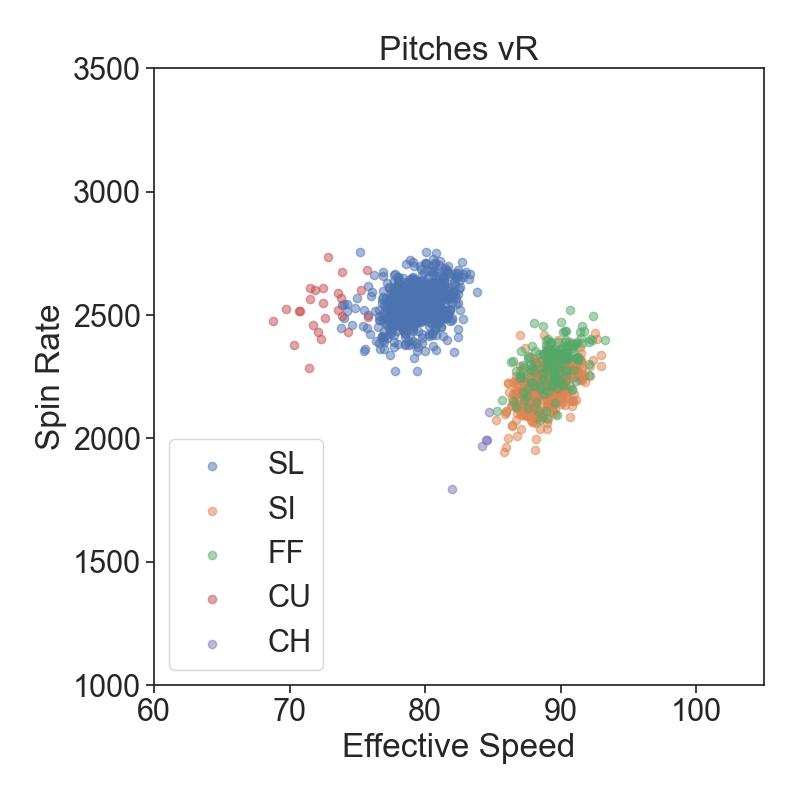 Pitches vR
3500
3000
2500
2000
1500
1000
Spin Rate
SL
SI
FF
CU
CH
60 70 80 90 100
Effective Speed